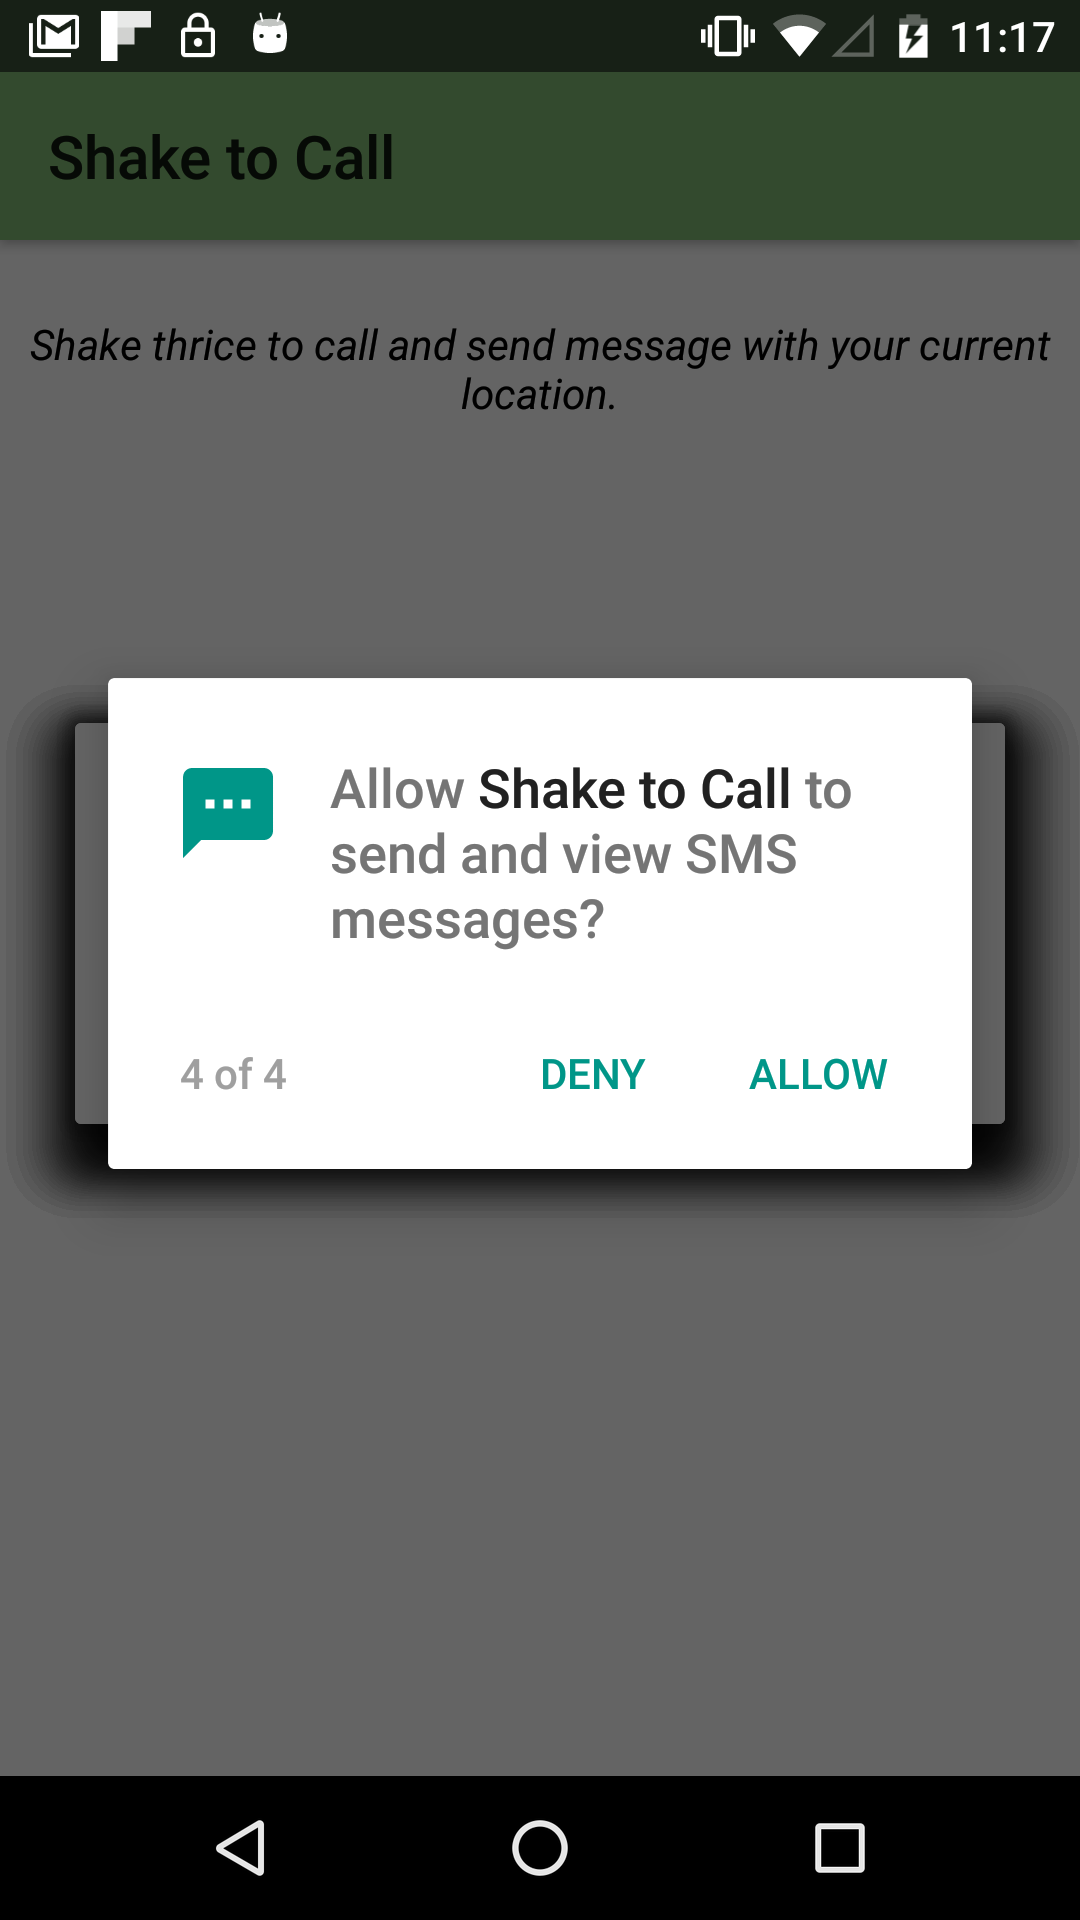 11:17
Shake to Call
Shake thrice to call and send message with your current
location.
Allow Shake to Call to
send and view SMS
messages?
4 of 4
DENY
ALLOW